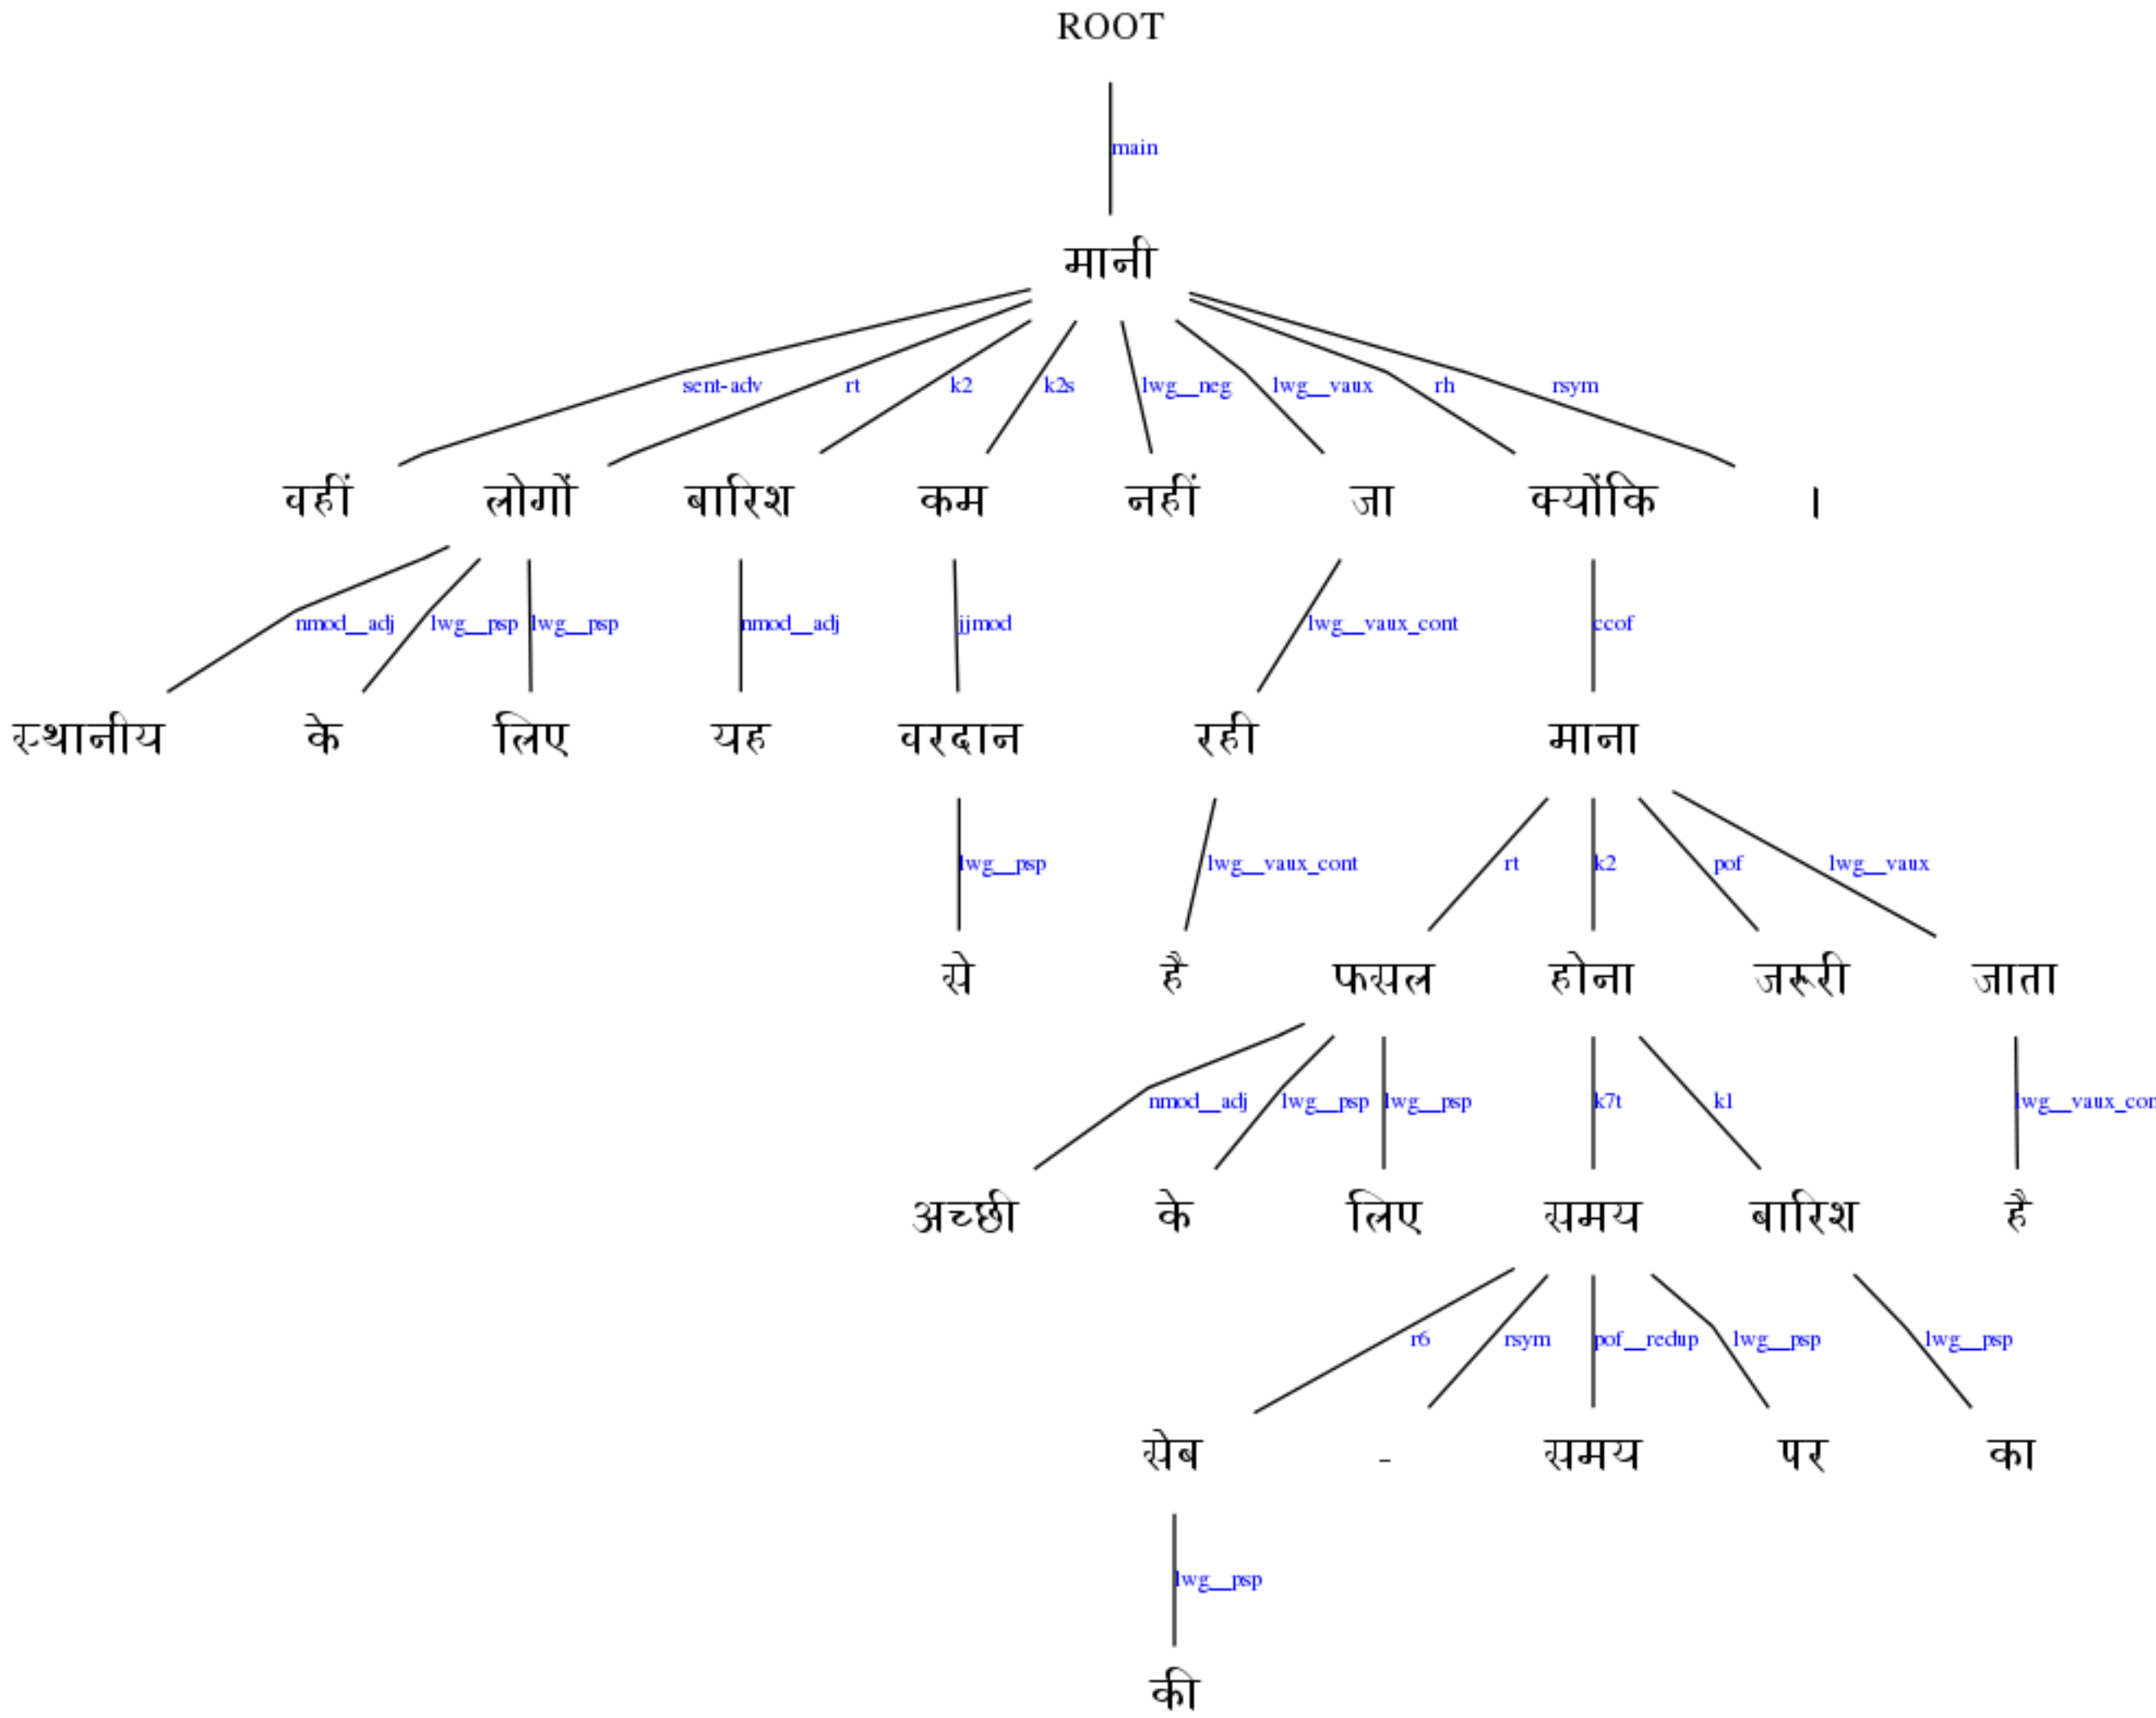 ROOT
main
मानी
sent-adv rt k2 k2s lwg__neg lwg__vaux rh rsym
वहीं लोगों बारिश कम नहीं जा क्योंकि ।
nmod__adj lwg__psp lwg__psp nmod__adj jjmod lwg__vaux_cont ccof
स्थानीय के लिए यह वरदान रही माना
lwg__psp lwg__vaux_cont rt k2 pof lwg__vaux
से है फसल होना जरूरी जाता
nmod__adj lwg__psp lwg__psp k7t k1 lwg__vaux_con
अच्छी के लिए समय बारिश है
r6 rsym pof__redup lwg__psp lwg__psp
सेब - समय पर का
lwg__psp
की